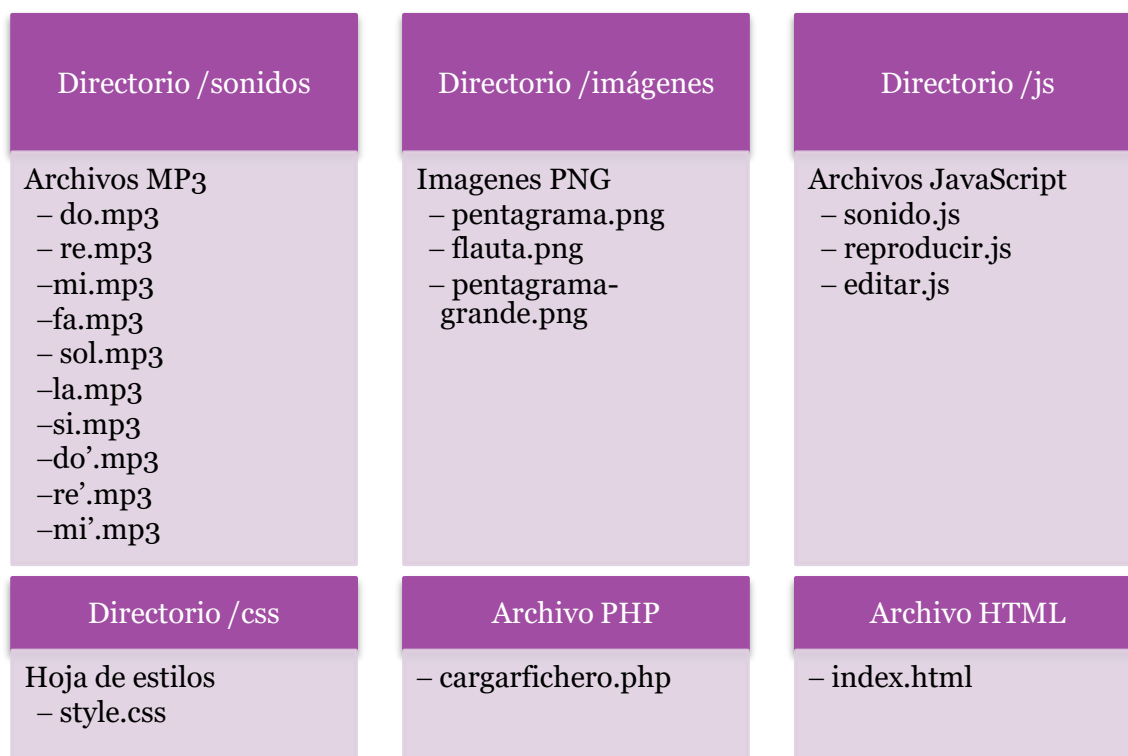 Directorio /sonidos
Archivos MP3
– do.mp3
– re.mp3
–mi.mp3
–fa.mp3
– sol.mp3
–la.mp3
–si.mp3
–do’.mp3
–re’.mp3
–mi’.mp3
Directorio /imágenes
Imagenes PNG
– pentagrama.png
– flauta.png
– pentagrama-
grande.png
Directorio /js
Archivos JavaScript
– sonido.js
– reproducir.js
– editar.js
Directorio /css
Hoja de estilos
– style.css
Archivo PHP
– cargarfichero.php
Archivo HTML
– index.html